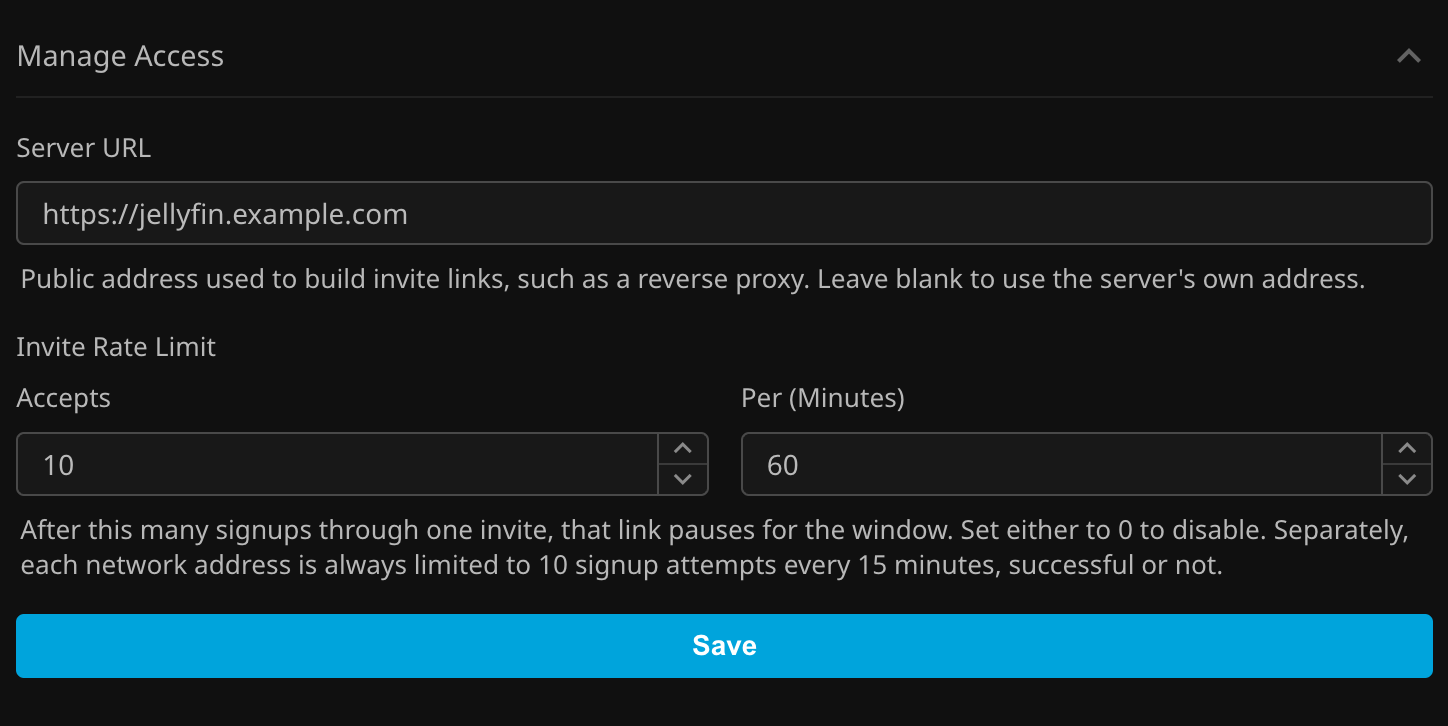 Manage Access
Server URL
https://jellyfin.example.com
Public address used to build invite links, such as a reverse proxy. Leave blank to use the server's own address.
Invite Rate Limit
Accepts
Per (Minutes)
10
60
After this many signups through one invite, that link pauses for the window. Set either to 0 to disable. Separately,
each network address is always limited to 10 signup attempts every 15 minutes, successful or not.
Save